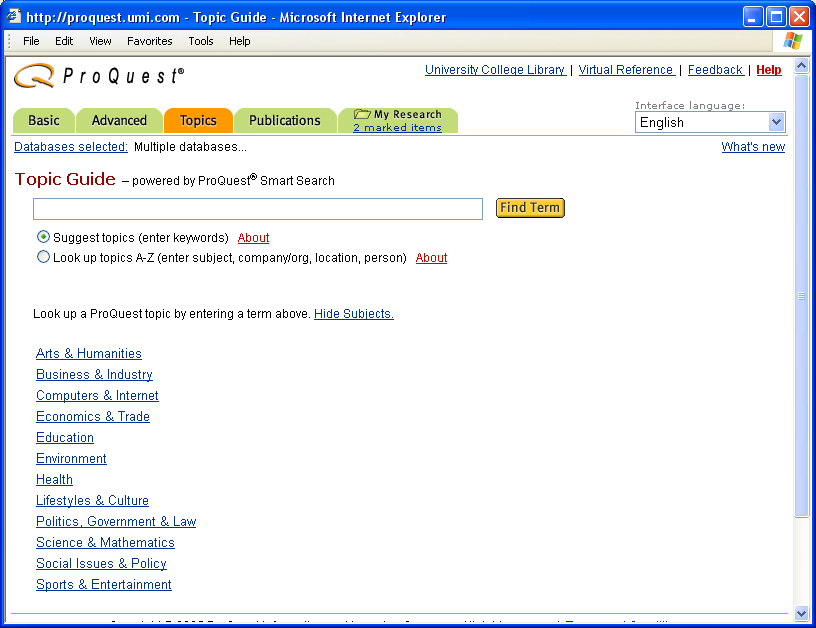 http://proquest.umi.com - Topic Guide - Microsoft Internet Explorer
File Edit View Favorites Tools Help
ProQuest®
University College Library | Virtual Reference | Feedback | Help
Basic Advanced Topics Publications My Research
2 marked items
Interface language:
English
Databases selected: Multiple databases...
What's new
Topic Guide – powered by ProQuest® Smart Search
Find Term
Suggest topics (enter keywords) About
Look up topics A-Z (enter subject, company/org, location, person) About
Look up a ProQuest topic by entering a term above. Hide Subjects.
Arts & Humanities
Business & Industry
Computers & Internet
Economics & Trade
Education
Environment
Health
Lifestyles & Culture
Politics, Government & Law
Science & Mathematics
Social Issues & Policy
Sports & Entertainment